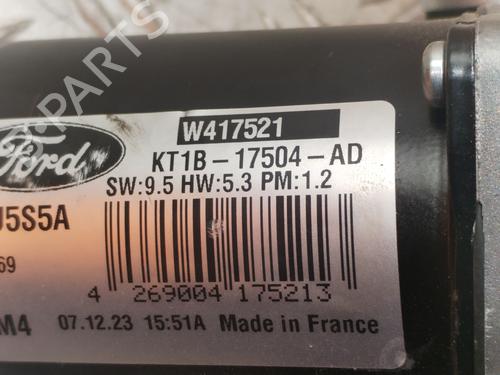 W417521
Ford
KT1B-17504-AD
SW:9.5 HW:5.3 PM:1.2
J5S5A
69
4 269004 175213
M4 07.12.23 15:51A Made in France